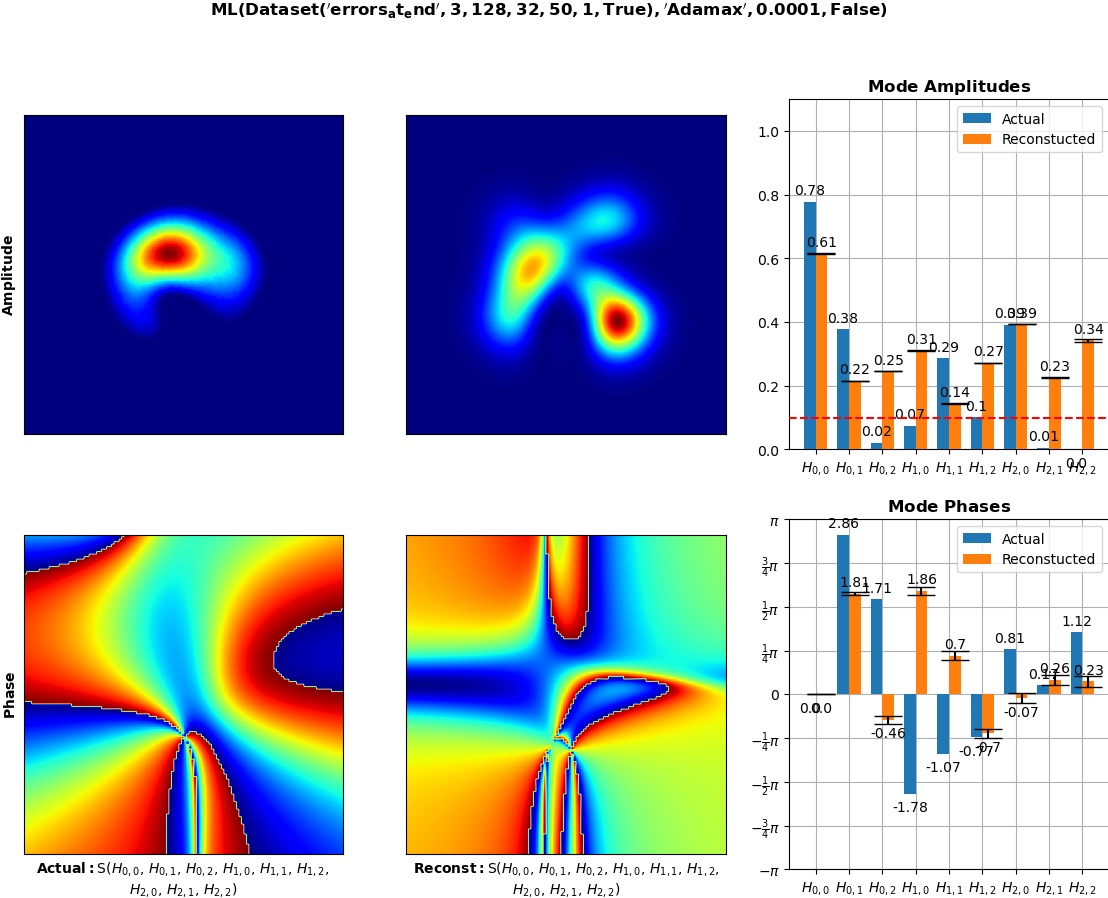 ML(Dataset('errors_at_end', 3, 128, 32, 50, 1, True), 'Adamax', 0.0001, False)
Amplitude
Mode Amplitudes
Actual
Reconstucted
1.0
0.8
0.6
0.4
0.2
0.0
0.78
0.61
0.38
0.22
0.02
0.25
0.07
0.31
0.29
0.14
0.1
0.27
0.39
0.39
0.01
0.23
0.0
0.34
H0,0 H0,1 H0,2 H1,0 H1,1 H1,2 H2,0 H2,1 H2,2
Phase
Actual: S(H0,0, H0,1, H0,2, H1,0, H1,1, H1,2,
H2,0, H2,1, H2,2)
Reconst: S(H0,0, H0,1, H0,2, H1,0, H1,1, H1,2,
H2,0, H2,1, H2,2)
Mode Phases
Actual
Reconstucted
π
3/4π
1/2π
1/4π
0
−1/4π
−1/2π
−3/4π
−π
0.0
0.0
2.86
1.81
1.71
-0.46
-1.78
1.86
-1.07
0.7
-0.77
-0.7
0.81
-0.07
0.26
1.12
0.23
H0,0 H0,1 H0,2 H1,0 H1,1 H1,2 H2,0 H2,1 H2,2